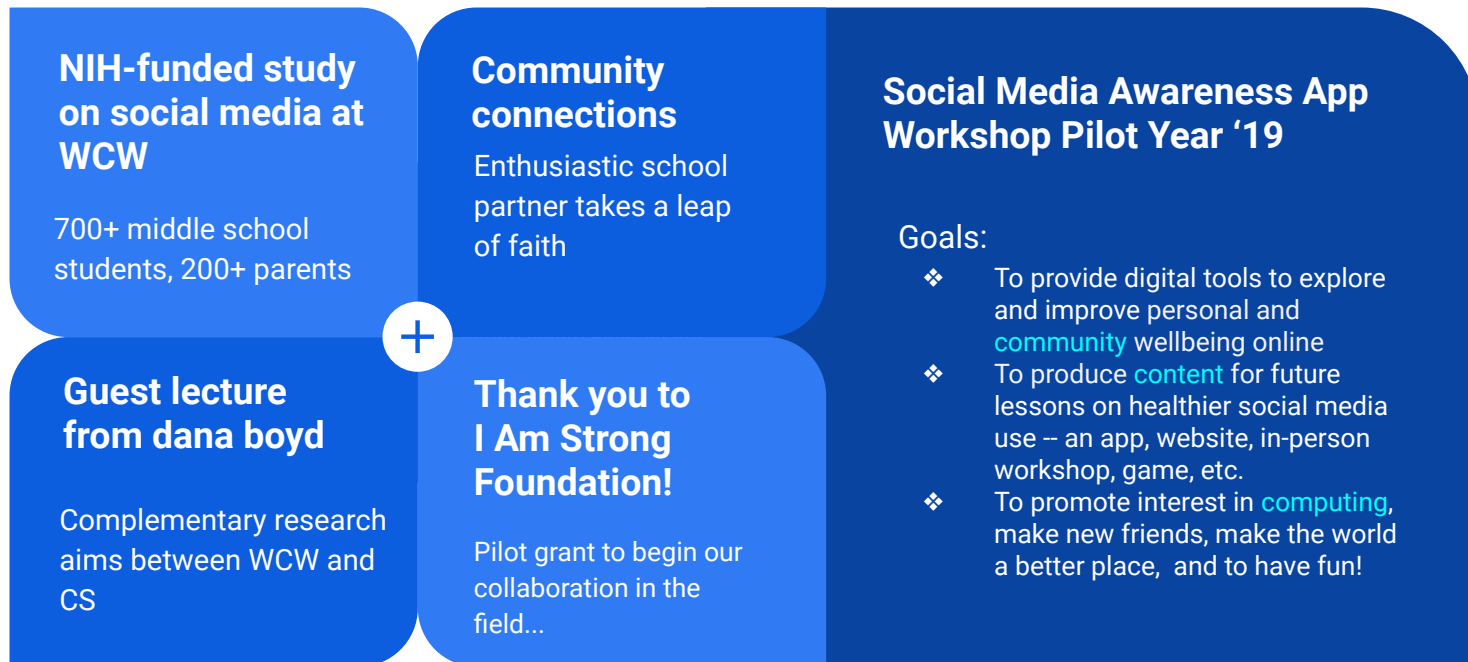 NIH-funded study
on social media at
WCW
700+ middle school
students, 200+ parents
Community
connections
Enthusiastic school
partner takes a leap
of faith
Guest lecture
from dana boyd
Complementary research
aims between WCW and
CS
Thank you to
I Am Strong
Foundation!
Pilot grant to begin our
collaboration in the
field...
Social Media Awareness App
Workshop Pilot Year ‘19
Goals:
❖ To provide digital tools to explore
and improve personal and
community wellbeing online
❖ To produce content for future
lessons on healthier social media
use -- an app, website, in-person
workshop, game, etc.
❖ To promote interest in computing,
make new friends, make the world
a better place, and to have fun!